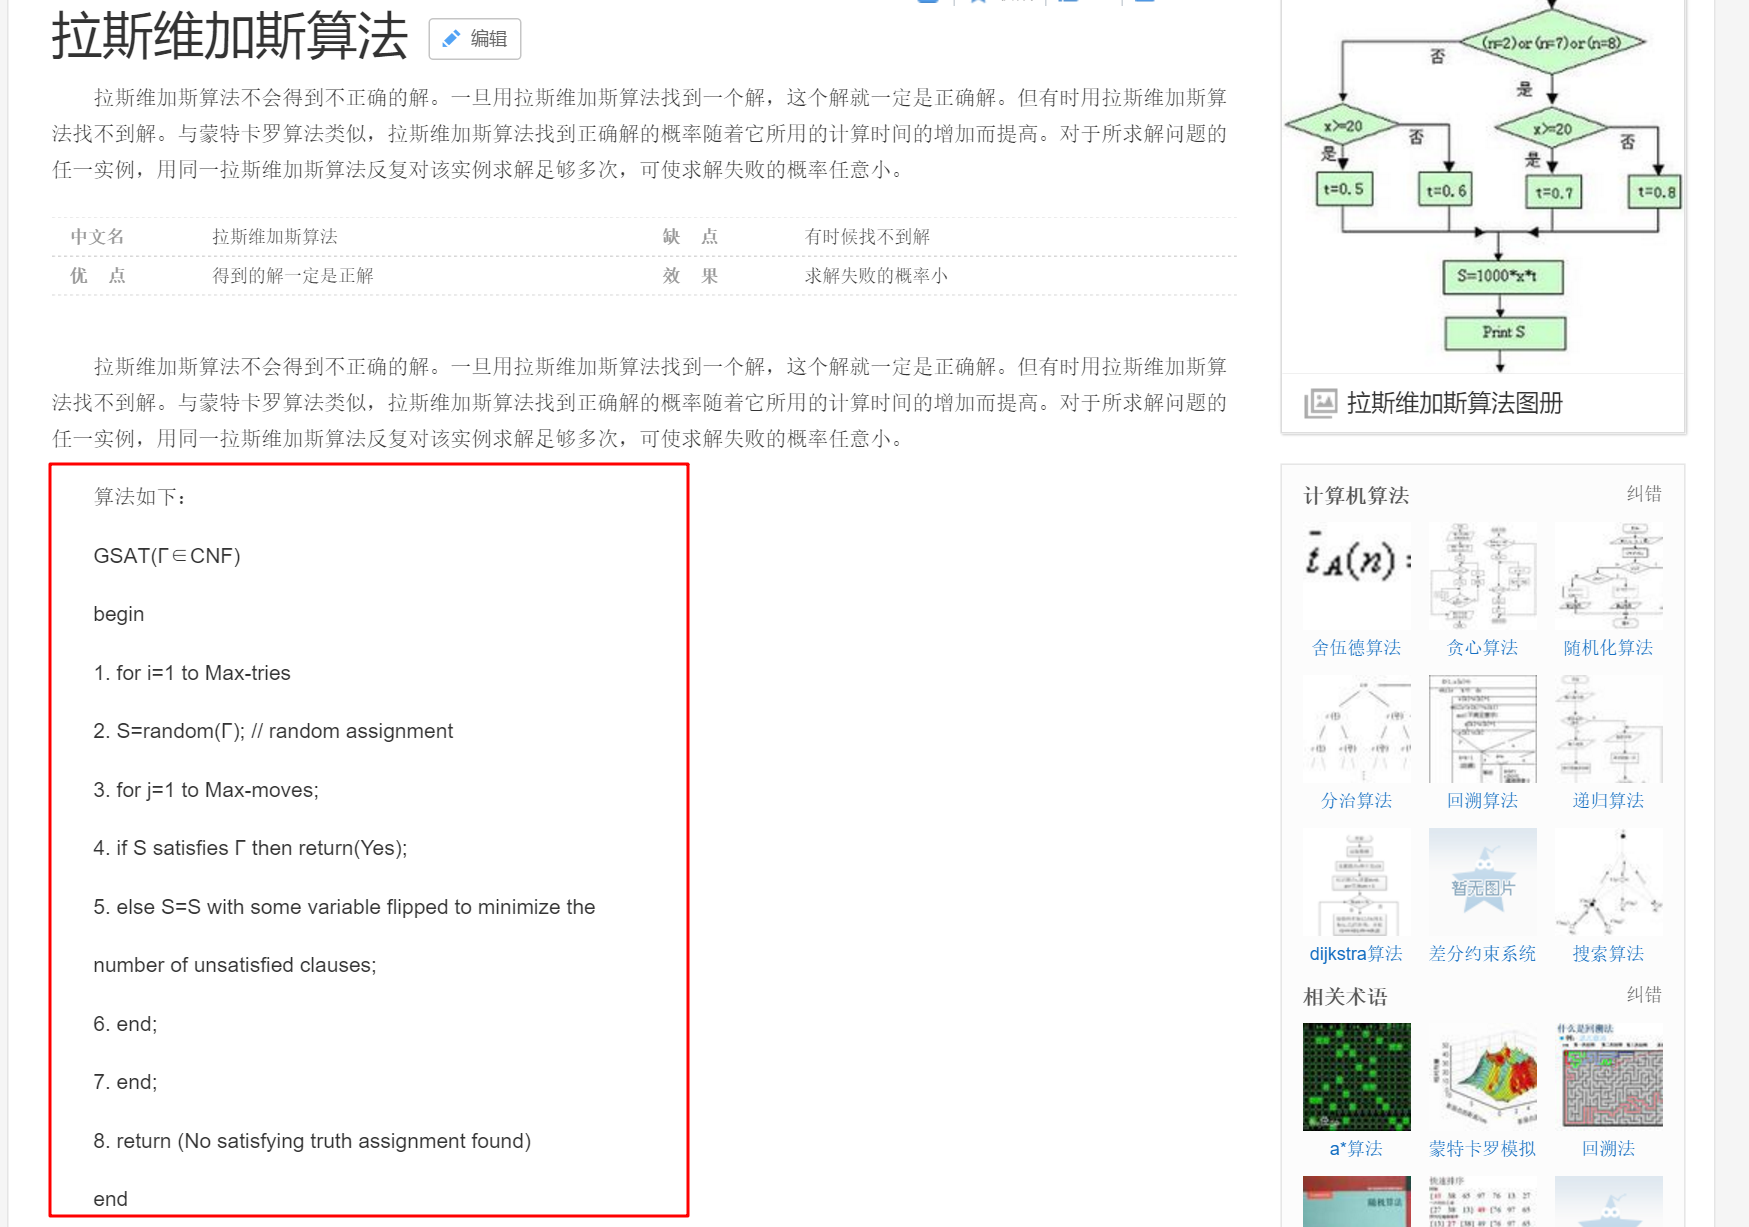 拉斯维加斯算法
编辑
拉斯维加斯算法不会得到不正确的解。一旦用拉斯维加斯算法找到一个解，这个解就一定是正确解。但有时用拉斯维加斯算
法找不到解。与蒙特卡罗算法类似，拉斯维加斯算法找到正确解的概率随着它所用的计算时间的增加而提高。对于所求解问题的
任一实例，用同一拉斯维加斯算法反复对该实例求解足够多次，可使求解失败的概率任意小。
中文名 拉斯维加斯算法 缺 点 有时候找不到解
优 点 得到的解一定是正解 效 果 求解失败的概率小
拉斯维加斯算法不会得到不正确的解。一旦用拉斯维加斯算法找到一个解，这个解就一定是正确解。但有时用拉斯维加斯算
法找不到解。与蒙特卡罗算法类似，拉斯维加斯算法找到正确解的概率随着它所用的计算时间的增加而提高。对于所求解问题的
任一实例，用同一拉斯维加斯算法反复对该实例求解足够多次，可使求解失败的概率任意小。
算法如下：
GSAT(Γ∈CNF)
begin
1. for i=1 to Max-tries
2. S=random(Γ); // random assignment
3. for j=1 to Max-moves;
4. if S satisfies Γ then return(Yes);
5. else S=S with some variable flipped to minimize the
number of unsatisfied clauses;
6. end;
7. end;
8. return (No satisfying truth assignment found)
end
(n=2)or(n=7)or(n=8)
否
是
x>=20
否
x>=20
否
是
是
t=0.5
t=0.6
t=0.7
t=0.8
S=1000*x*t
Print S
拉斯维加斯算法图册
计算机算法 纠错
舍伍德算法 贪心算法 随机化算法
分治算法 回溯算法 递归算法
暂无图片
dijkstra算法 差分约束系统 搜索算法
相关术语 纠错
什么是回溯法
a*算法 蒙特卡罗模拟 回溯法
随机算法
快速排序